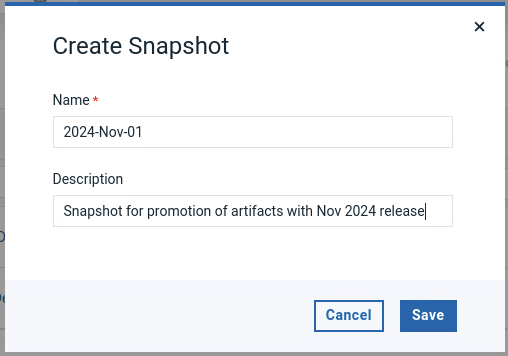 Create Snapshot
Name *
2024-Nov-01
Description
Snapshot for promotion of artifacts with Nov 2024 release
Cancel Save